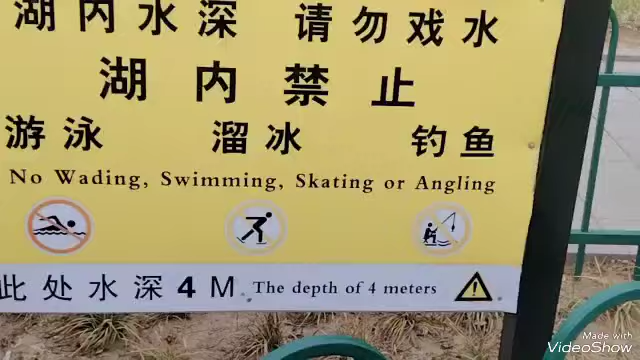 湖内水深 请勿戏水
湖内禁止
游泳 溜冰 钓鱼
No Wading, Swimming, Skating or Angling
此处水深4M The depth of 4 meters
Made with
VideoShow